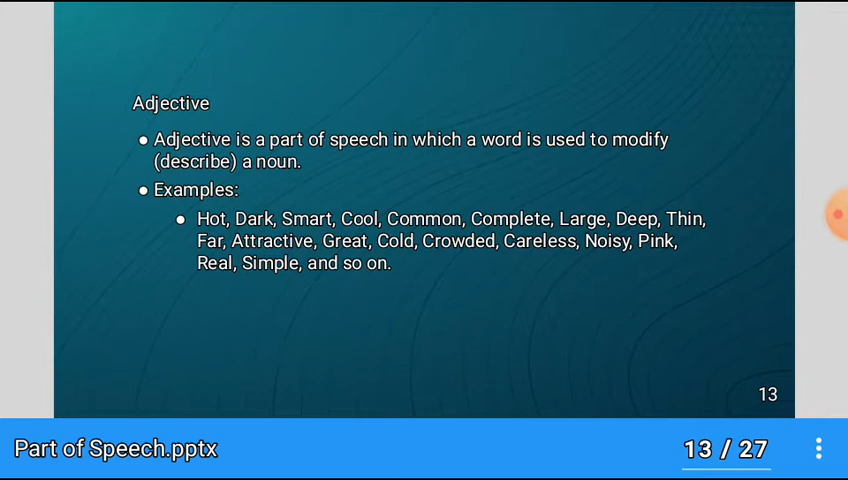 Adjective
● Adjective is a part of speech in which a word is used to modify
(describe) a noun.
● Examples:
● Hot, Dark, Smart, Cool, Common, Complete, Large, Deep, Thin,
Far, Attractive, Great, Cold, Crowded, Careless, Noisy, Pink,
Real, Simple, and so on.
13
Part of Speech.pptx 13 / 27